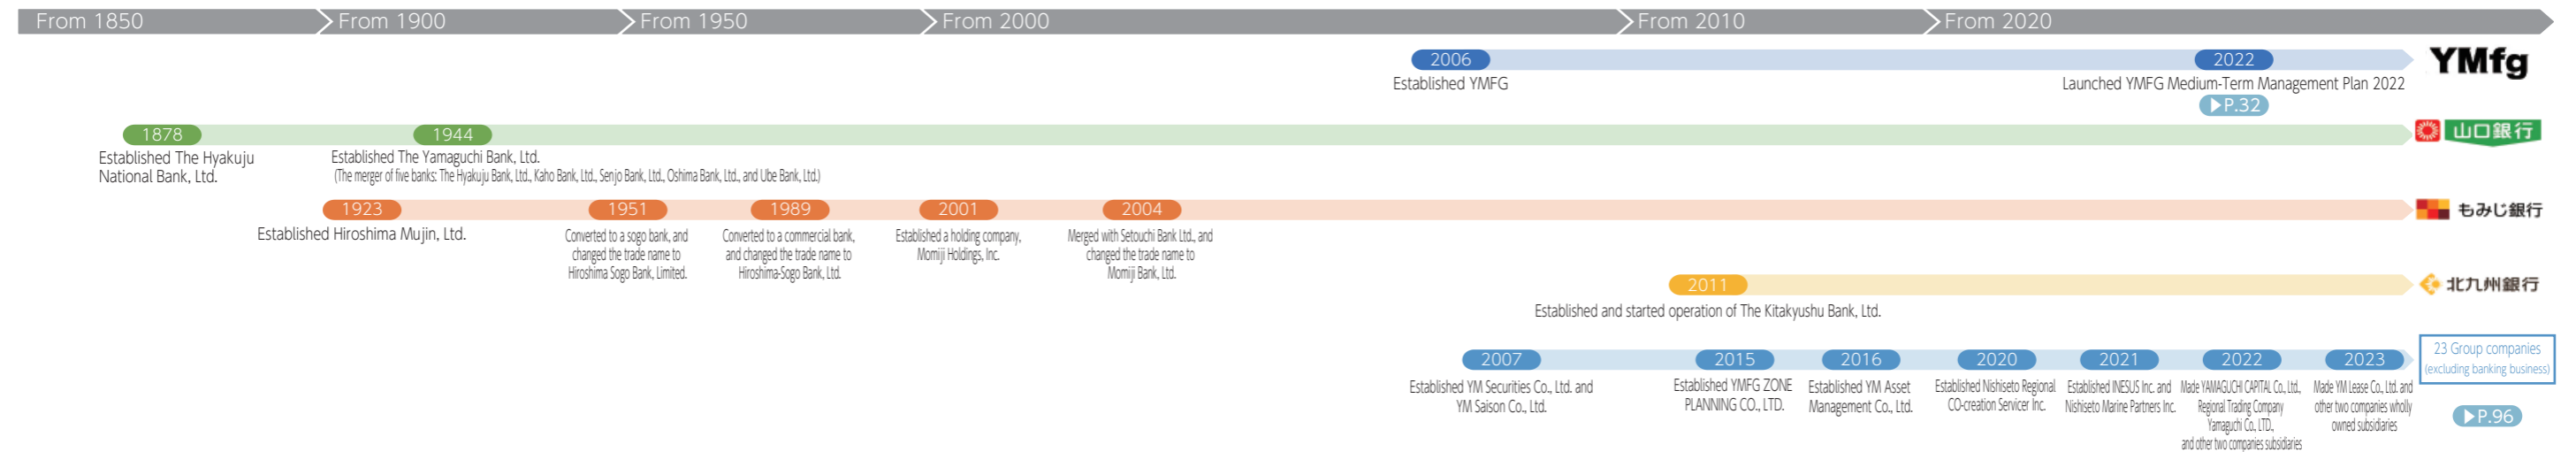 From 1850
From 1900
From 1950
From 2000
From 2010
From 2020
2006
Established YMFG
2022
Launched YMFG Medium-Term Management Plan 2022
▶P.32
YMfg
1878
Established The Hyakuju
National Bank, Ltd.
1944
Established The Yamaguchi Bank, Ltd.
(The merger of five banks: The Hyakuju Bank, Ltd., Kaho Bank, Ltd., Senjo Bank, Ltd., Oshima Bank, Ltd., and Ube Bank, Ltd.)
山口銀行
1923
Established Hiroshima Mujin, Ltd.
1951
Converted to a sogo bank, and
changed the trade name to
Hiroshima Sogo Bank, Limited.
1989
Converted to a commercial bank,
and changed the trade name to
Hiroshima-Sogo Bank, Ltd.
2001
Established a holding company,
Momiji Holdings, Inc.
2004
Merged with Setouchi Bank Ltd., and
changed the trade name to
Momiji Bank, Ltd.
もみじ銀行
2011
Established and started operation of The Kitakyushu Bank, Ltd.
北九州銀行
2007
Established YM Securities Co., Ltd. and
YM Saison Co., Ltd.
2015
Established YMFG ZONE
PLANNING CO., LTD.
2016
Established YM Asset
Management Co., Ltd.
2020
Established Nishiseto Regional
CO-creation Servicer Inc.
2021
Established INESUS Inc. and
Nishiseto Marine Partners Inc.
2022
Made YAMAGUCHI CAPITAL Co., Ltd.,
Regional Trading Company
Yamaguchi Co., LTD.,
and other two companies subsidiaries
2023
Made YM Lease Co., Ltd. and
other two companies wholly
owned subsidiaries
23 Group companies
(excluding banking business)
▶P.96